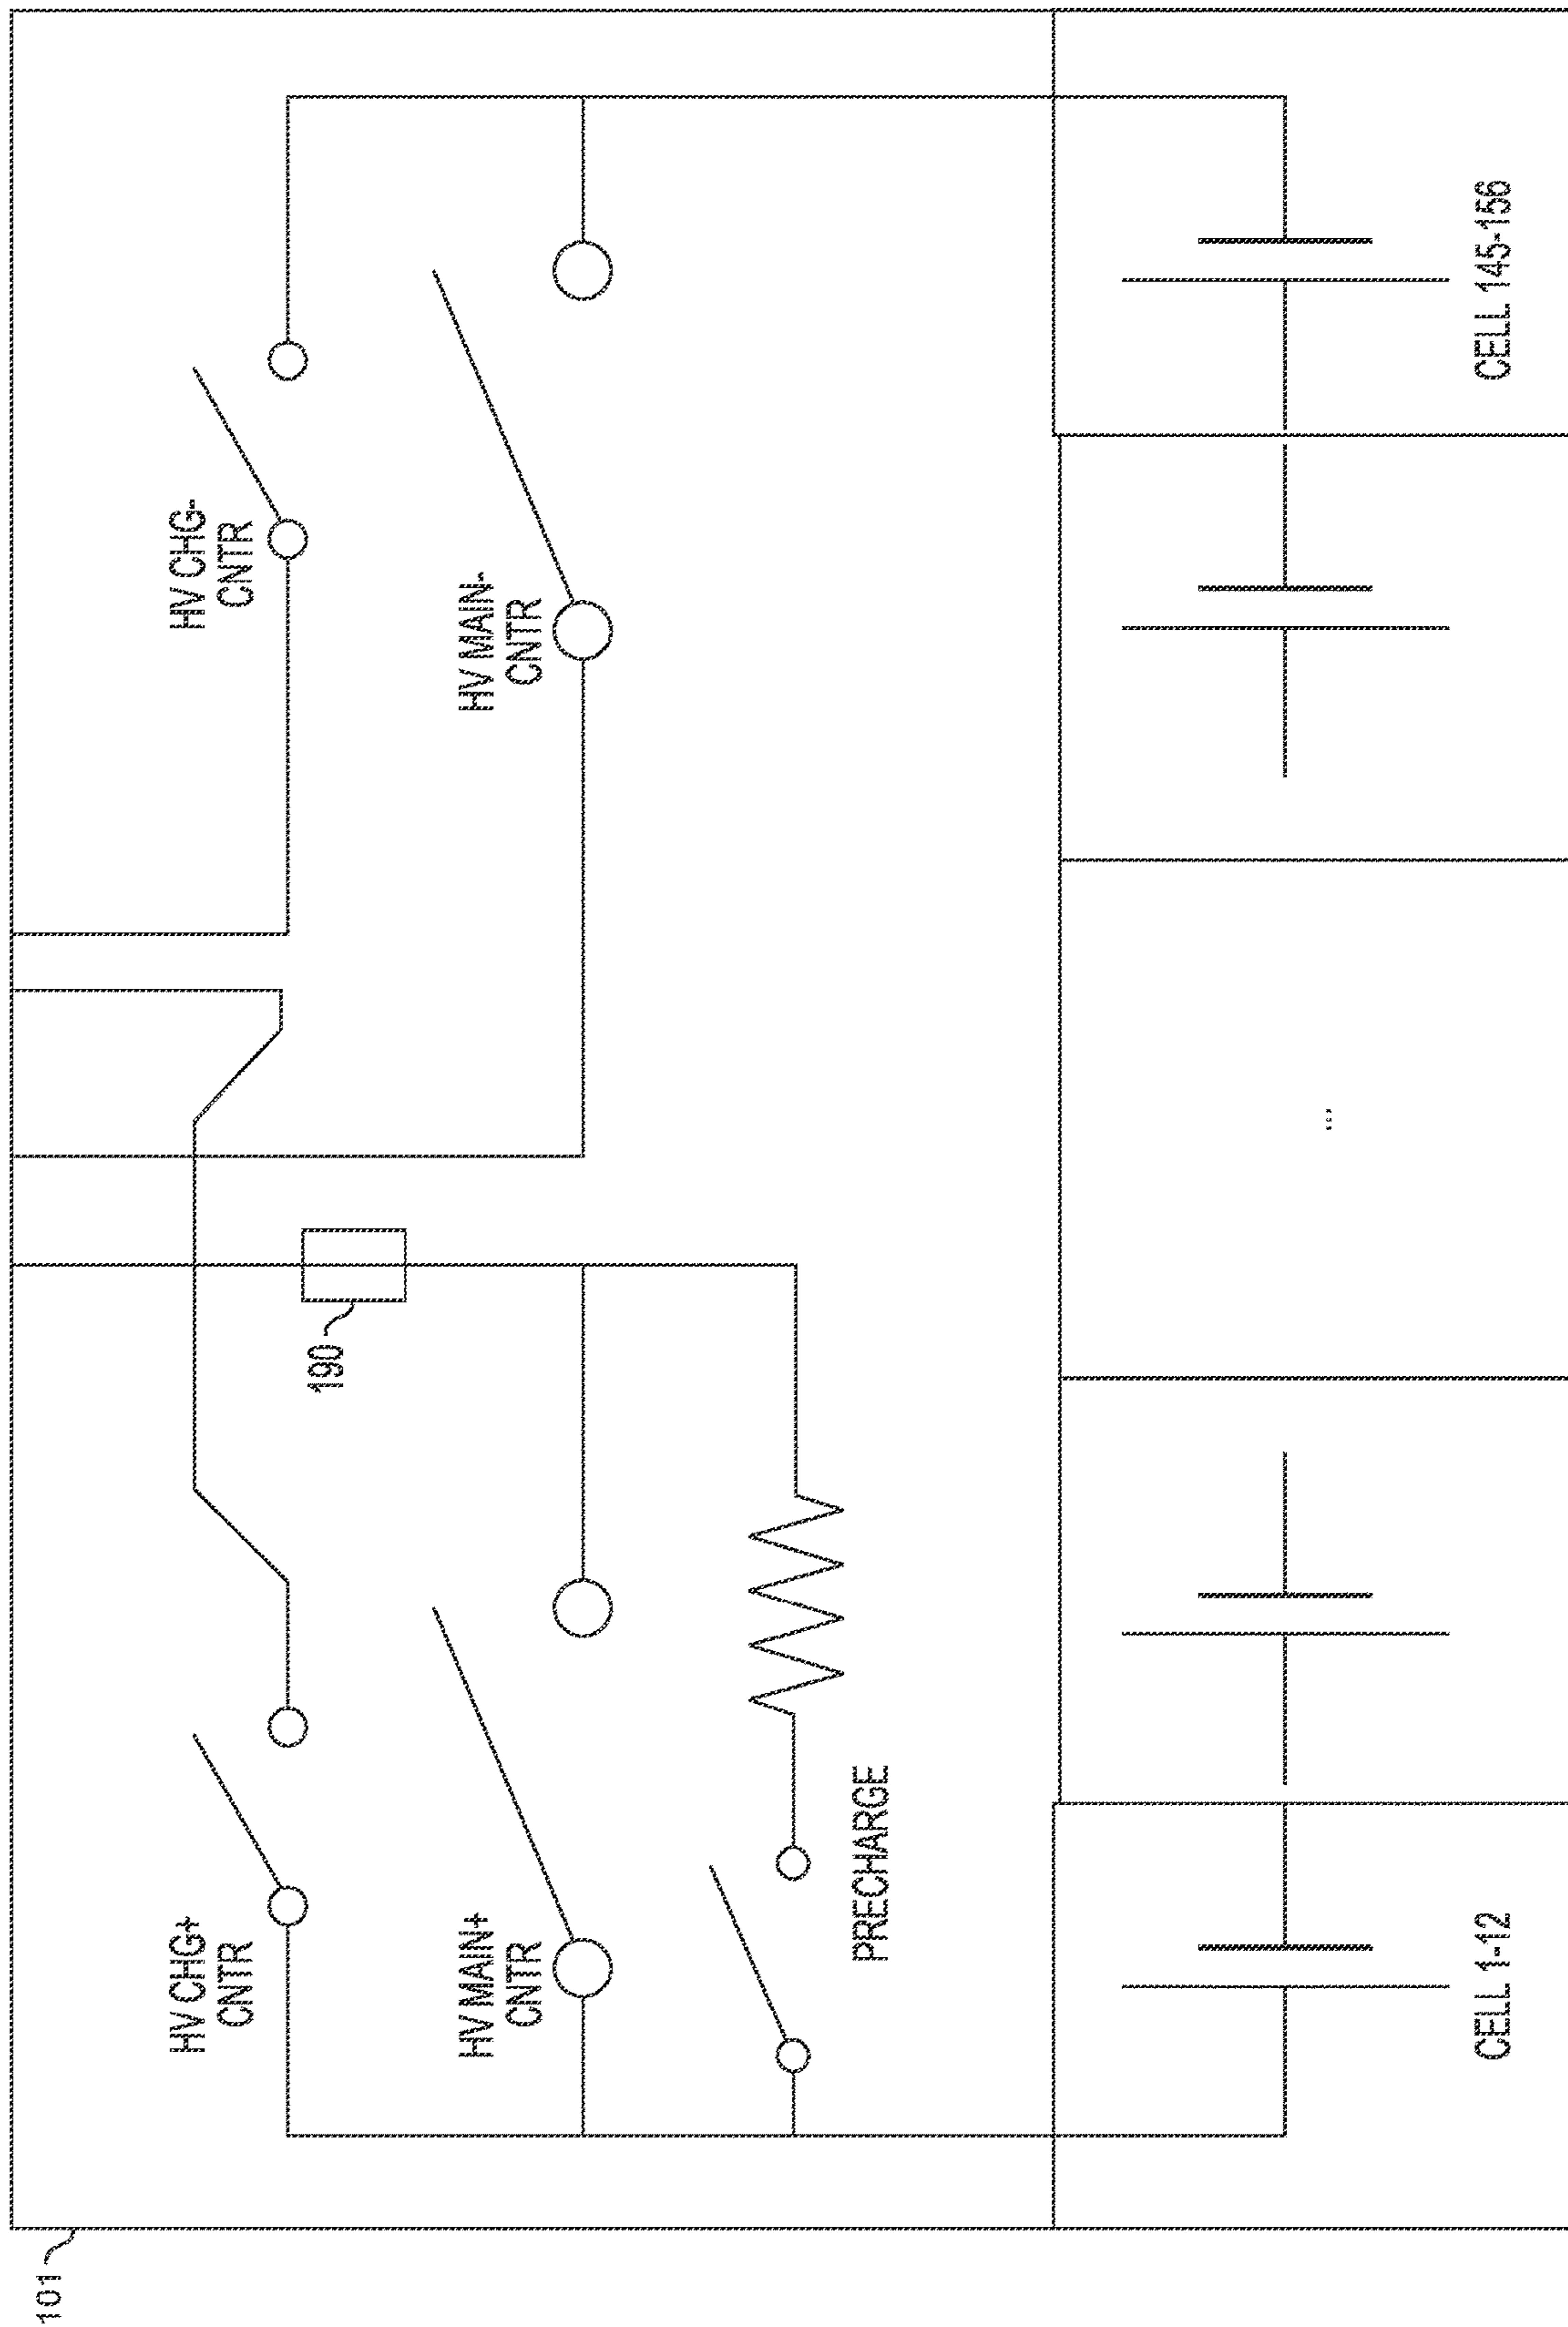 101
HV CHG+
CNTR
HV CHG-
CNTR
190
HV MAIN+
CNTR
HV MAIN-
CNTR
PRECHARGE
...
CELL 1-12
CELL 145-156